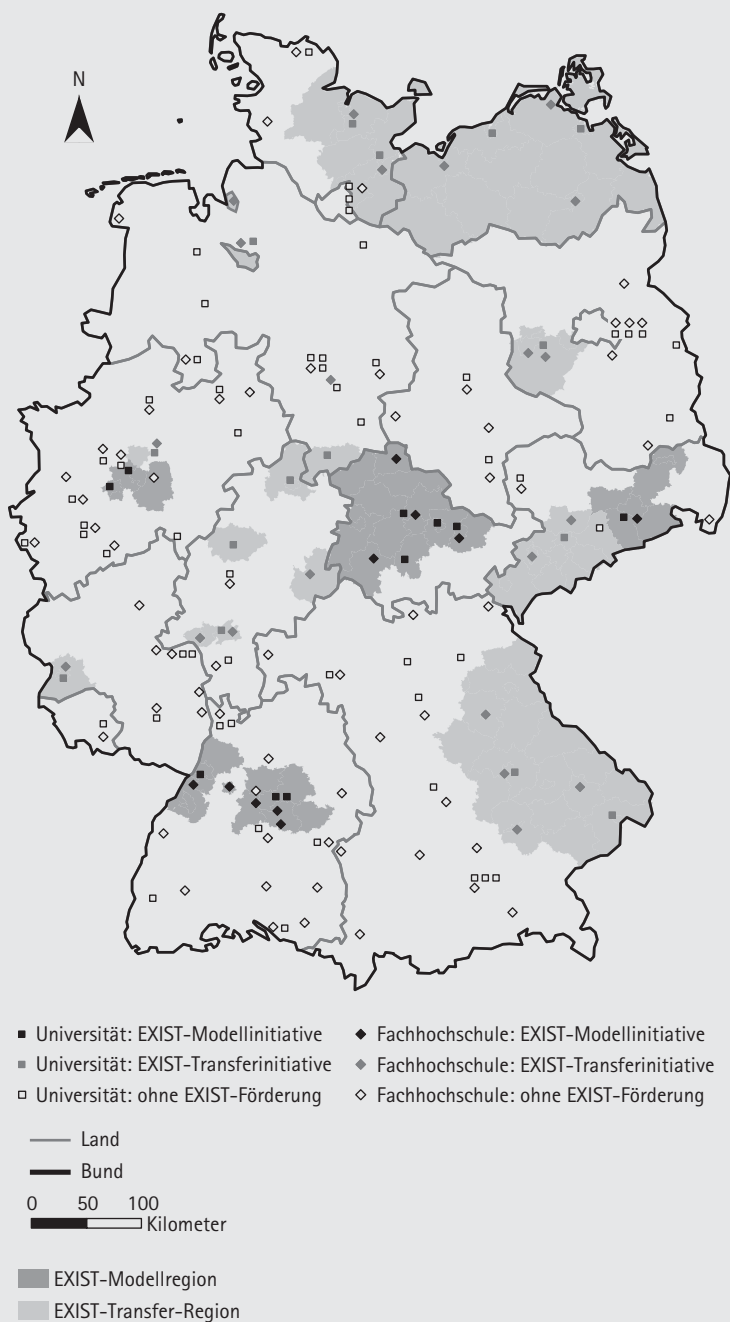 N
Universität: EXIST-Modellinitiative
Fachhochschule: EXIST-Modellinitiative
Universität: EXIST-Transferinitiative
Fachhochschule: EXIST-Transferinitiative
Universität: ohne EXIST-Förderung
Fachhochschule: ohne EXIST-Förderung
Land
Bund
0 50 100
Kilometer
EXIST-Modellregion
EXIST-Transfer-Region